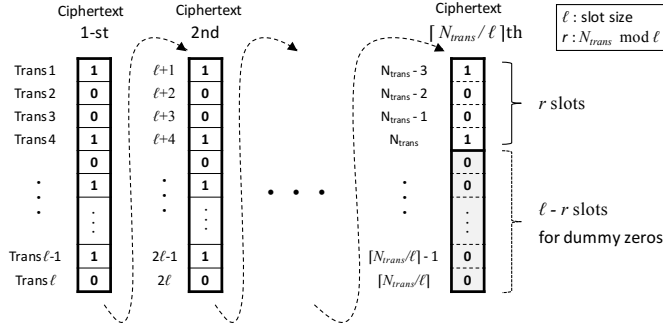 Ciphertext
1-st
Ciphertext
2nd
Ciphertext
⌈N_trans / ℓ⌉th
ℓ : slot size
r : N_trans mod ℓ
Trans 1 1 ℓ+1 1 N_trans - 3 1
Trans 2 0 ℓ+2 0 N_trans - 2 0
Trans 3 0 ℓ+3 0 N_trans - 1 0
Trans 4 1 ℓ+4 1 N_trans 1
r slots
0 0 0
1 1 0
⋮ ⋮ ⋮ ⋮ • • • ⋮ ⋮
Trans ℓ-1 1 2ℓ-1 1 ⌈N_trans/ℓ⌉ - 1 0
Trans ℓ 0 2ℓ 0 ⌈N_trans/ℓ⌉ 0
ℓ - r slots
for dummy zeros